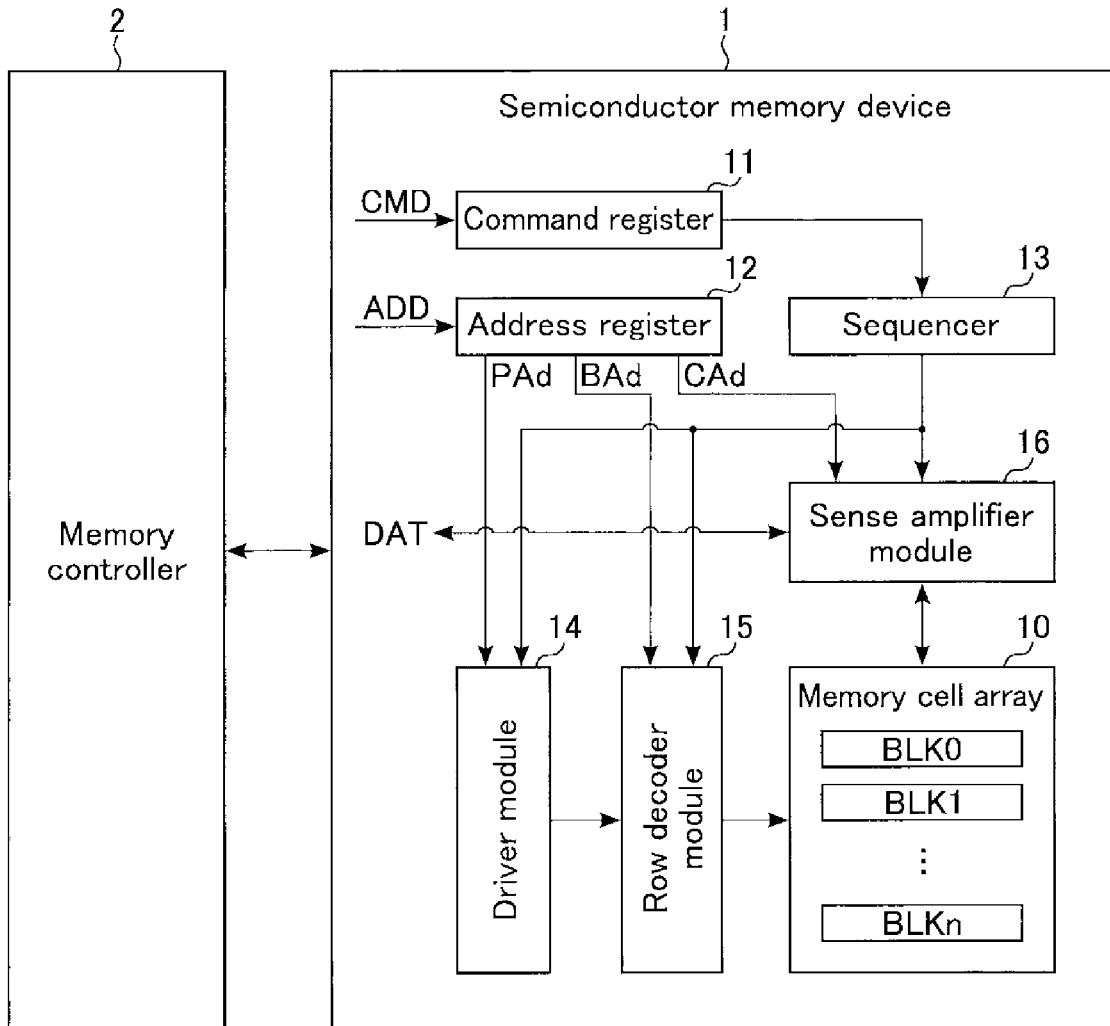 2
1
Semiconductor memory device
11
CMD
Command register
12
13
ADD
Address register
Sequencer
PAd
BAd
CAd
16
Sense amplifier
module
DAT
Memory
controller
14
15
10
Driver module
Row decoder
module
Memory cell array
BLK0
BLK1
...
BLKn